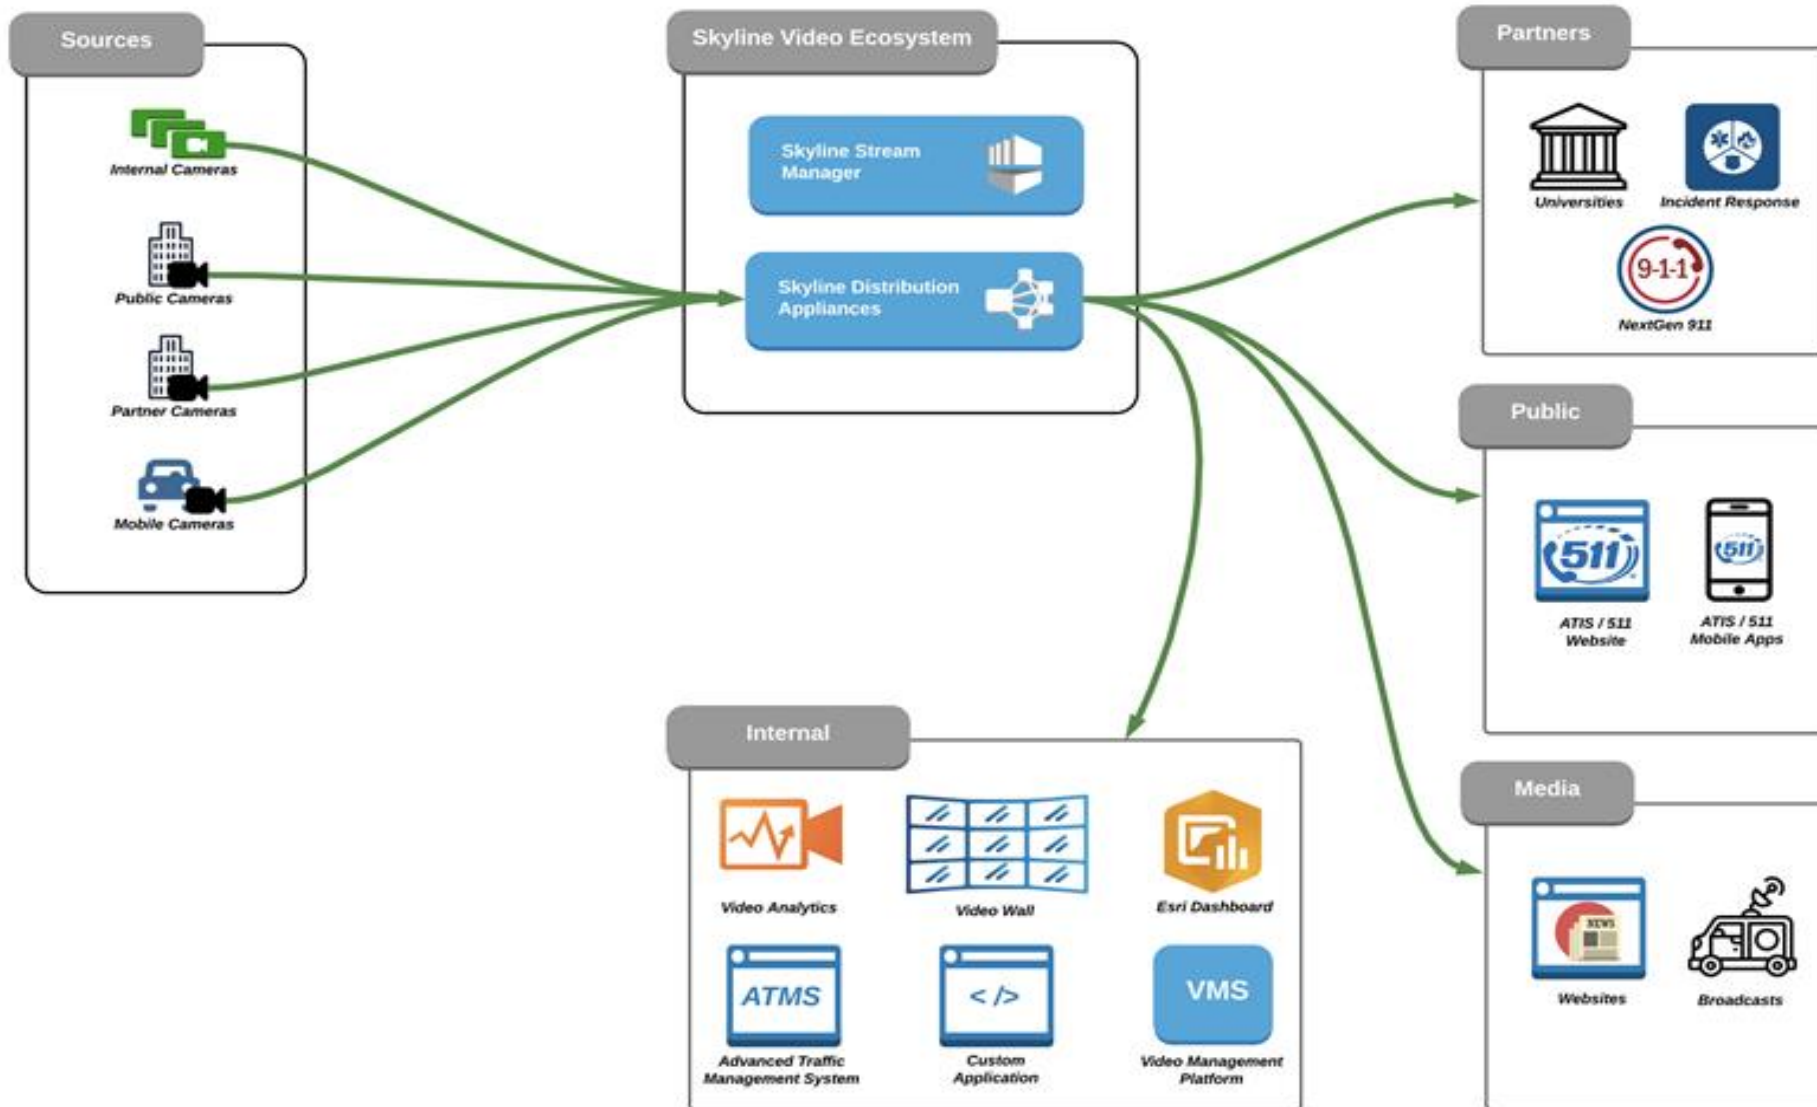 Sources
Internal Cameras
Public Cameras
Partner Cameras
Mobile Cameras
Skyline Video Ecosystem
Skyline Stream
Manager
Skyline Distribution
Appliances
Partners
Universities
Incident Response
9-1-1
NextGen 911
Public
511
ATIS / 511
Website
511
ATIS / 511
Mobile Apps
Media
NEWS
Websites
Broadcasts
Internal
Video Analytics
Video Wall
Esri Dashboard
ATMS
Advanced Traffic
Management System
< />
Custom
Application
VMS
Video Management
Platform